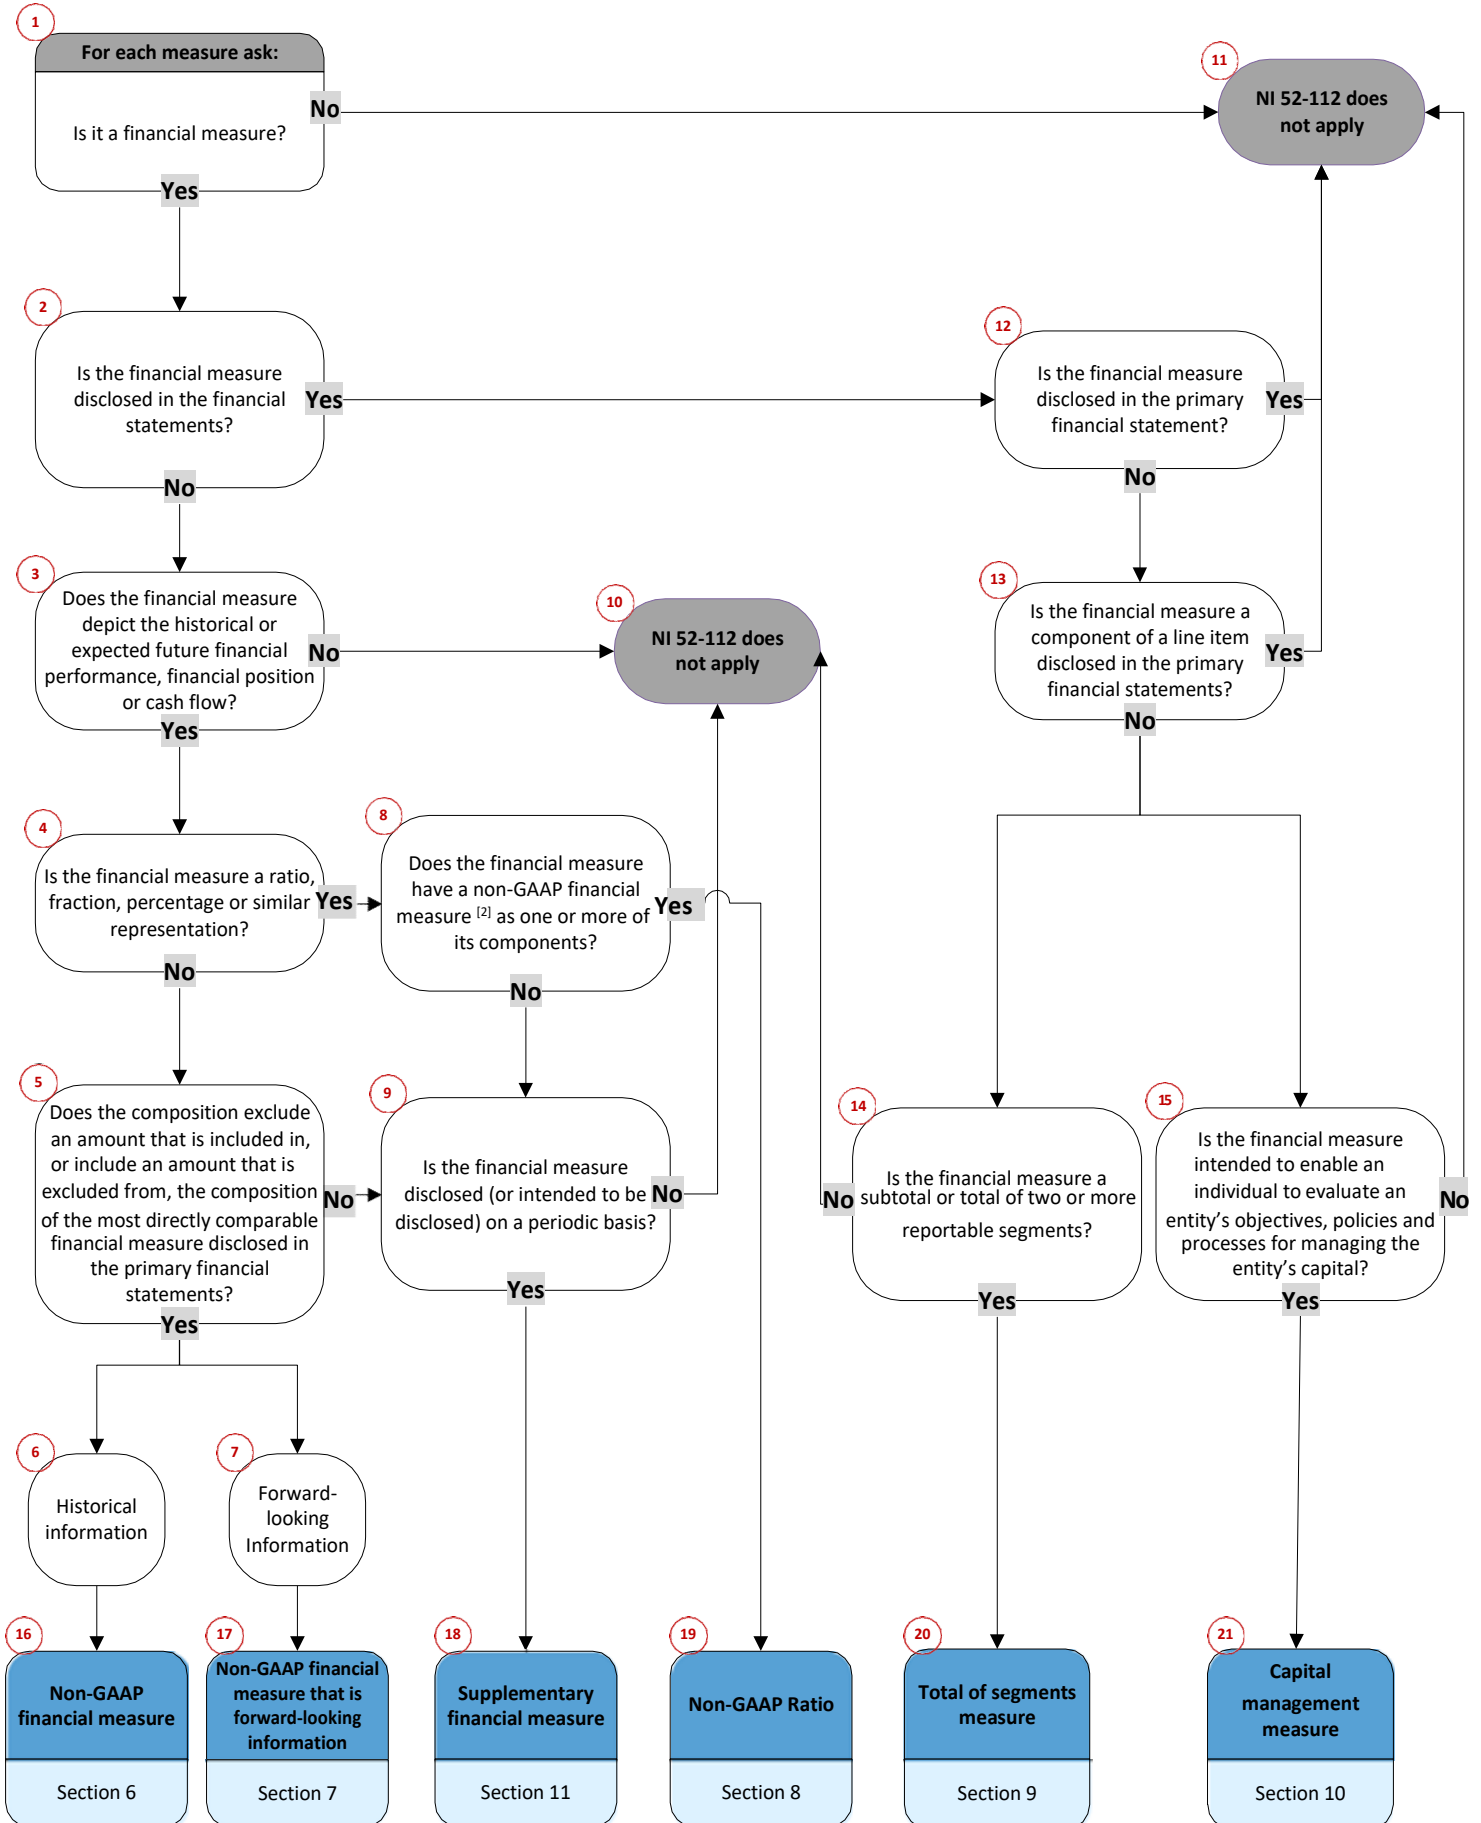 1
For each measure ask:
Is it a financial measure?
No
Yes
11
NI 52-112 does
not apply
2
Is the financial measure
disclosed in the financial
statements?
Yes
No
12
Is the financial measure
disclosed in the primary
financial statement?
Yes
No
3
Does the financial measure
depict the historical or
expected future financial
performance, financial position
or cash flow?
No
Yes
10
NI 52-112 does
not apply
13
Is the financial measure a
component of a line item
disclosed in the primary
financial statements?
Yes
No
4
Is the financial measure a ratio,
fraction, percentage or similar
representation?
Yes
No
8
Does the financial measure
have a non-GAAP financial
measure [2] as one or more of
its components?
Yes
No
5
Does the composition exclude
an amount that is included in,
or include an amount that is
excluded from, the composition
of the most directly comparable
financial measure disclosed in
the primary financial
statements?
No
Yes
9
Is the financial measure
disclosed (or intended to be
disclosed) on a periodic basis?
No
Yes
14
Is the financial measure a
subtotal or total of two or more
reportable segments?
No
Yes
15
Is the financial measure
intended to enable an
individual to evaluate an
entity’s objectives, policies and
processes for managing the
entity’s capital?
No
Yes
6
Historical
information
7
Forward-
looking
Information
16
Non-GAAP
financial measure
Section 6
17
Non-GAAP financial
measure that is
forward-looking
information
Section 7
18
Supplementary
financial measure
Section 11
19
Non-GAAP Ratio
Section 8
20
Total of segments
measure
Section 9
21
Capital
management
measure
Section 10